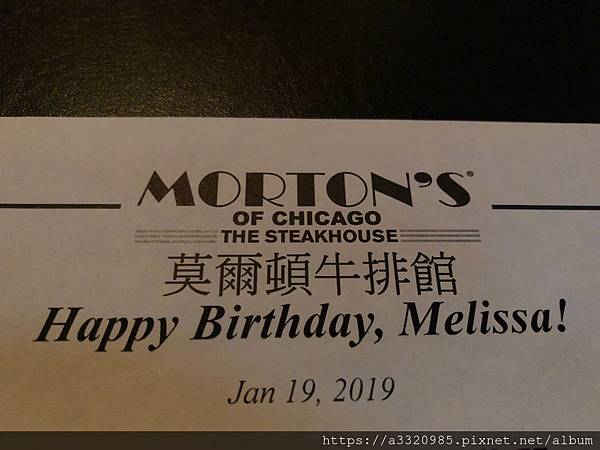 MORTON'S®
OF CHICAGO
THE STEAKHOUSE
莫爾頓牛排館
Happy Birthday, Melissa!
Jan 19, 2019
https://a3320985.pixnet.net/album